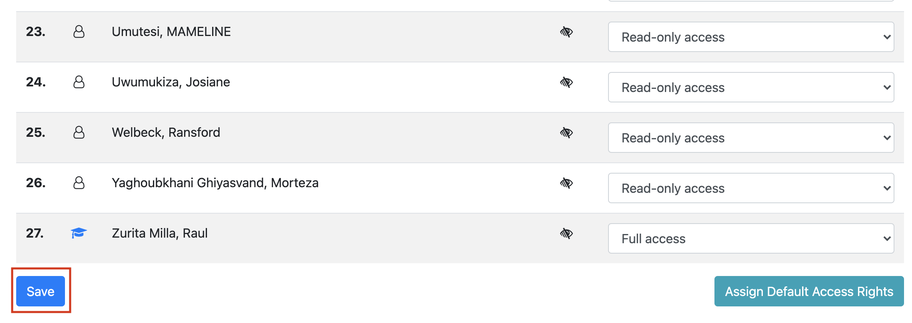 23. Umutesi, MAMELINE Read-only access
24. Uwumukiza, Josiane Read-only access
25. Welbeck, Ransford Read-only access
26. Yaghoubkhani Ghiyasvand, Morteza Read-only access
27. Zurita Milla, Raul Full access
Save Assign Default Access Rights